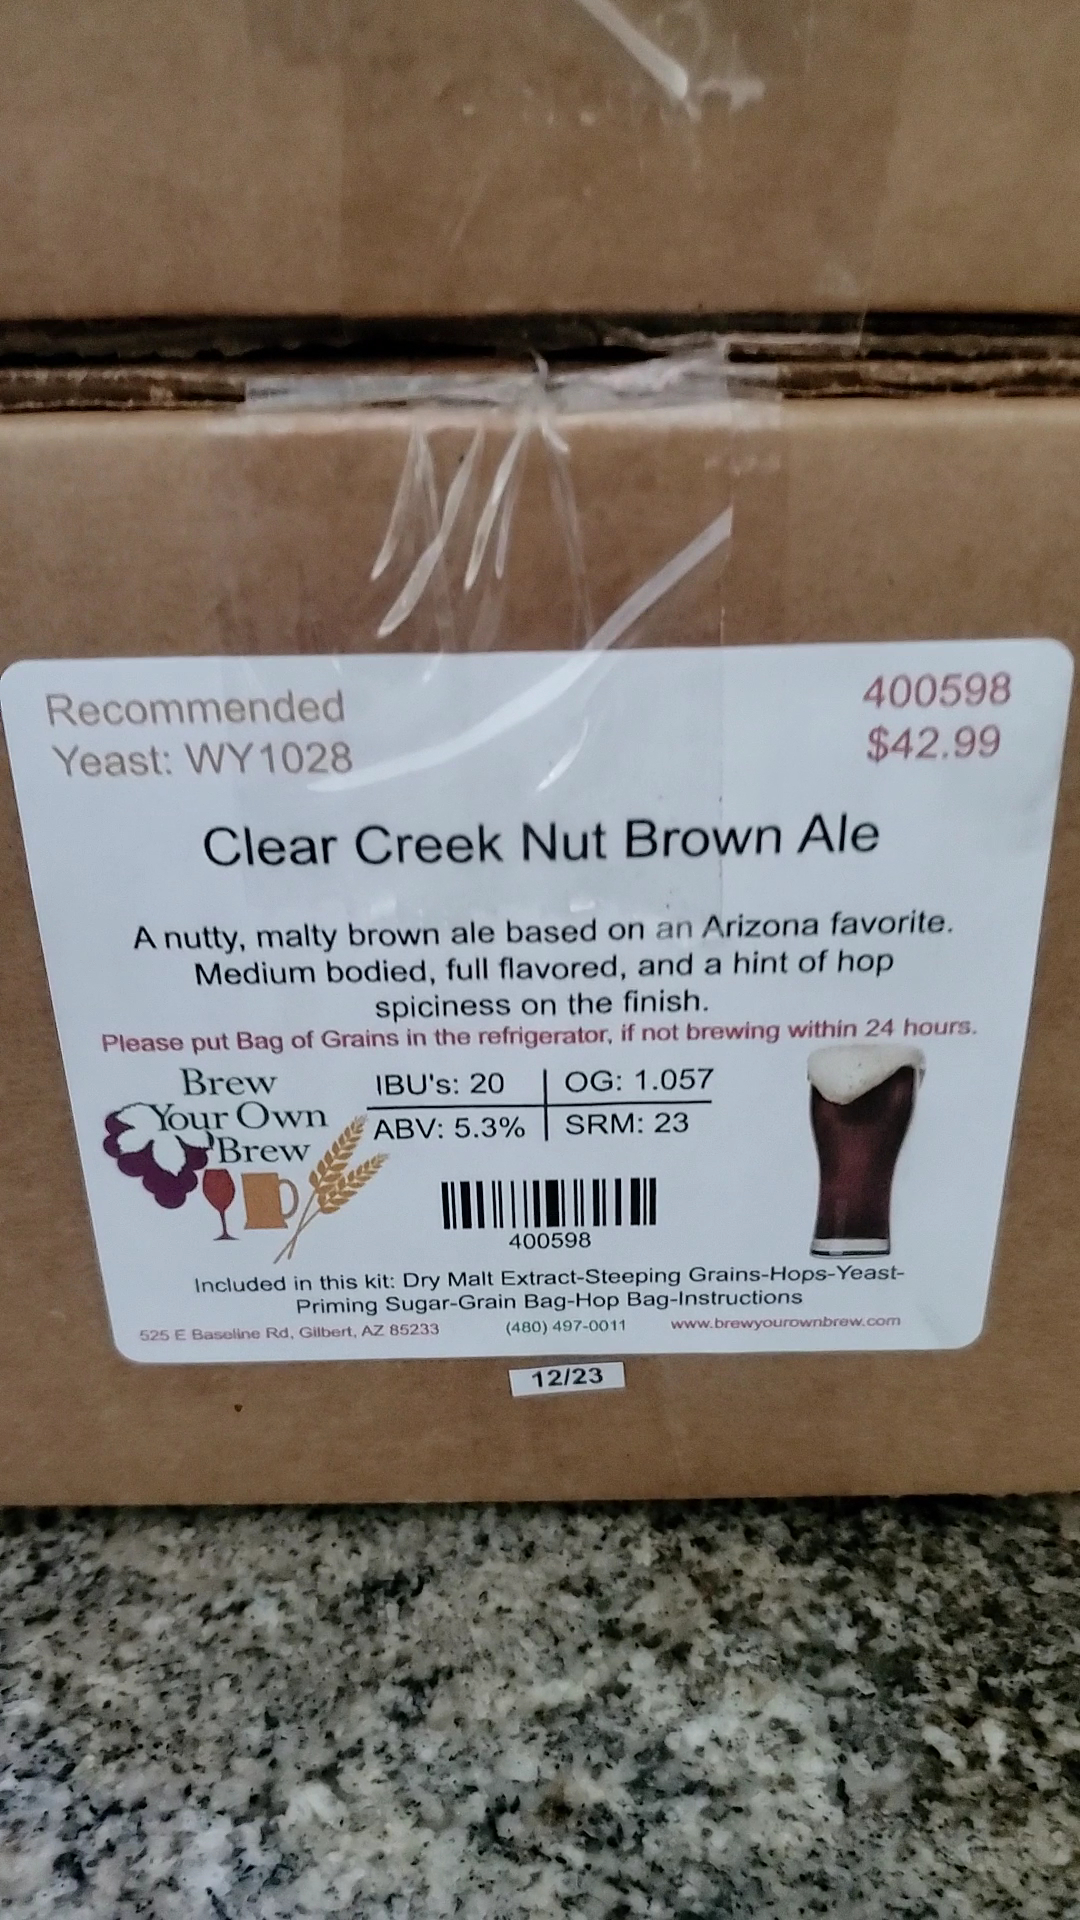 Recommended
Yeast: WY1028
400598
$42.99
Clear Creek Nut Brown Ale
A nutty, malty brown ale based on an Arizona favorite.
Medium bodied, full flavored, and a hint of hop
spiciness on the finish.
Please put Bag of Grains in the refrigerator, if not brewing within 24 hours.
Brew
Your Own
Brew
IBU's: 20
OG: 1.057
ABV: 5.3%
SRM: 23
400598
Included in this kit: Dry Malt Extract-Steeping Grains-Hops-Yeast-
Priming Sugar-Grain Bag-Hop Bag-Instructions
525 E Baseline Rd, Gilbert, AZ 85233
(480) 497-0011
www.brewyourownbrew.com
12/23